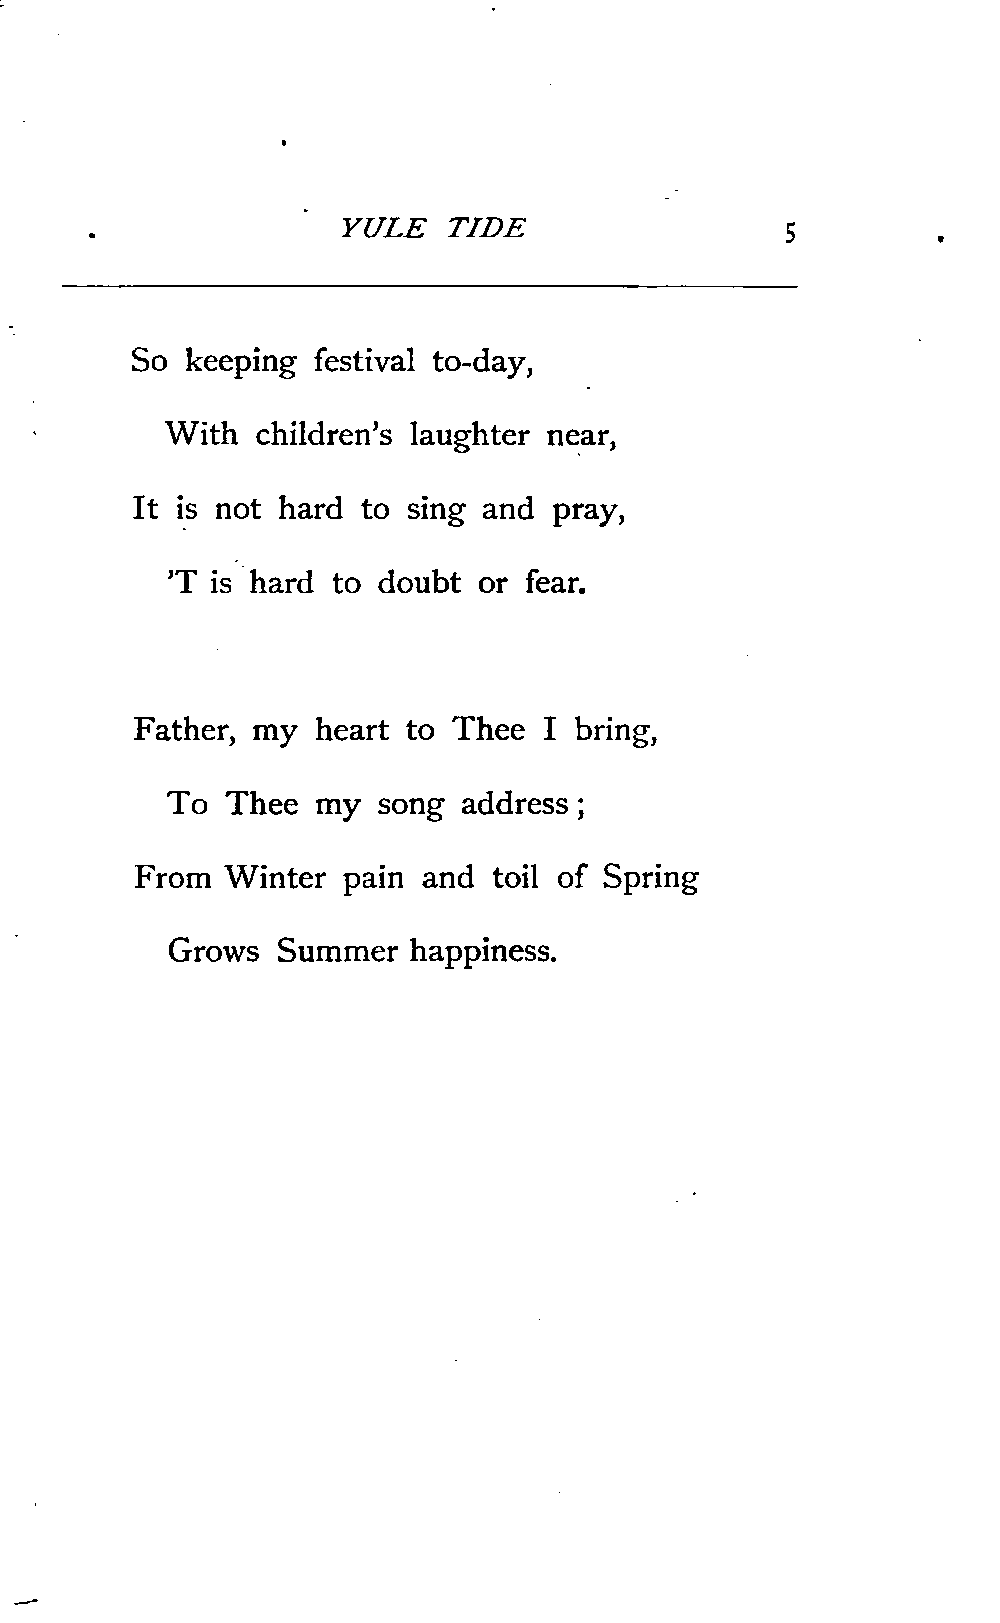 YULE TIDE 5
So keeping festival to-day,
With children's laughter near,
It is not hard to sing and pray,
'T is hard to doubt or fear.
Father, my heart to Thee I bring,
To Thee my song address;
From Winter pain and toil of Spring
Grows Summer happiness.